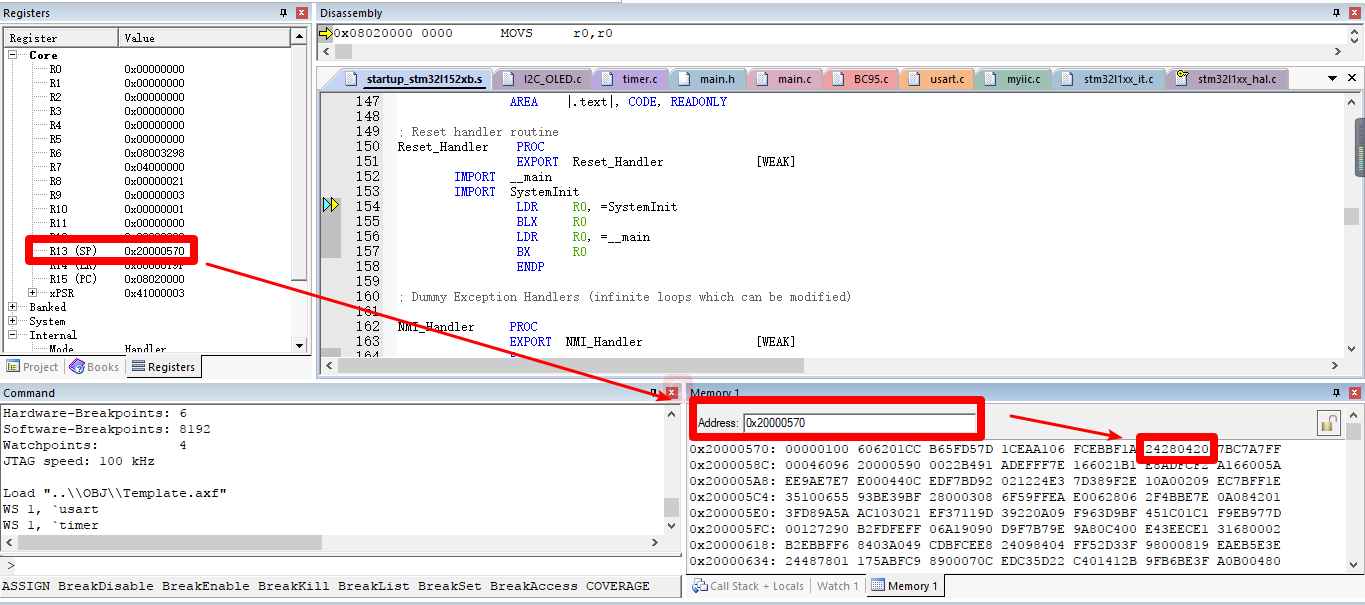 Registers
Register Value
Core
R0 0x00000000
R1 0x00000000
R2 0x00000000
R3 0x00000000
R4 0x00000000
R5 0x00000000
R6 0x08003298
R7 0x04000000
R8 0x00000021
R9 0x00000003
R10 0x00000001
R11 0x00000000
R13 (SP) 0x20000570
R14 (LR)
R15 (PC) 0x08020000
xPSR 0x41000003
Banked
System
Internal
Mode Handler
Project Books Registers
Disassembly
0x08020000 0000 MOVS r0,r0
startup_stm32l152xb.s I2C_OLED.c timer.c main.h main.c BC95.c usart.c myiic.c stm32l1xx_it.c stm32l1xx_hal.c
147 AREA |.text|, CODE, READONLY
148
149 ; Reset handler routine
150 Reset_Handler PROC
151 EXPORT Reset_Handler [WEAK]
152 IMPORT __main
153 IMPORT SystemInit
154 LDR R0, =SystemInit
155 BLX R0
156 LDR R0, =__main
157 BX R0
158 ENDP
159
160 ; Dummy Exception Handlers (infinite loops which can be modified)
161
162 NMI_Handler PROC
163 EXPORT NMI_Handler [WEAK]
164
Command
Hardware-Breakpoints: 6
Software-Breakpoints: 8192
Watchpoints: 4
JTAG speed: 100 kHz
Load "..\\OBJ\\Template.axf"
WS 1, `usart
WS 1, `timer
>
ASSIGN BreakDisable BreakEnable BreakKill BreakList BreakSet BreakAccess COVERAGE
Memory 1
Address: 0x20000570
0x20000570: 00000100 606201CC B65FD57D 1CEAA106 FCEBBF1A 24280420 7BC7A7FF
0x2000058C: 00046096 20000590 0022B491 ADEFFF7E 166021B1 E8ADFCF2 A166005A
0x200005A8: EE9AE7E7 E000440C EDF7BD92 021224E3 7D389F2E 10A00209 EC7BFF1E
0x200005C4: 35100655 93BE39BF 28000308 6F59FFEA E0062806 2F4BBE7E 0A084201
0x200005E0: 3FD89A5A AC103021 EF37119D 39220A09 F963D9BF 451C01C1 F9EB977D
0x200005FC: 00127290 B2FDFEFF 06A19090 D9F7B79E 9A80C400 E43EECE1 31680002
0x20000618: B2EBBFF6 8403A049 CDBFCEE8 24098404 FF52D33F 98000819 EAEB5E3E
0x20000634: 24487801 175ABFC9 8900070C EDC35D22 C401412B 9FB6BE3F A0B00480
Call Stack + Locals Watch 1 Memory 1